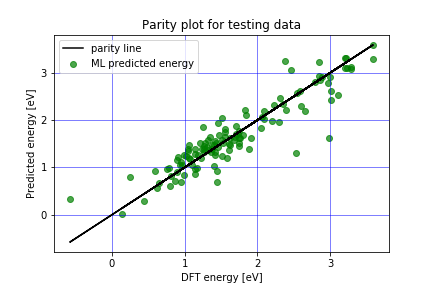 Parity plot for testing data
parity line
ML predicted energy
Predicted energy [eV]
3
2
1
0
0 1 2 3
DFT energy [eV]